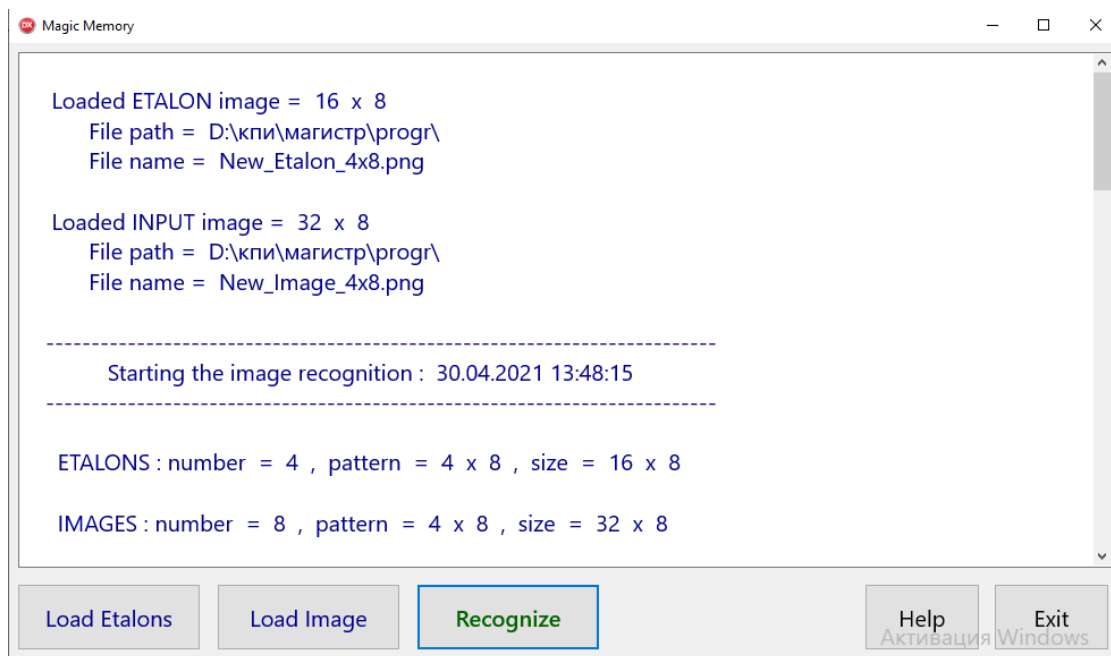 Magic Memory
Loaded ETALON image = 16 x 8
File path = D:\кпи\магистр\progr\
File name = New_Etalon_4x8.png
Loaded INPUT image = 32 x 8
File path = D:\кпи\магистр\progr\
File name = New_Image_4x8.png
--------------------------------------------------------------------------
Starting the image recognition : 30.04.2021 13:48:15
--------------------------------------------------------------------------
ETALONS : number = 4 , pattern = 4 x 8 , size = 16 x 8
IMAGES : number = 8 , pattern = 4 x 8 , size = 32 x 8
Load Etalons Load Image Recognize Help Exit
Активация Windows